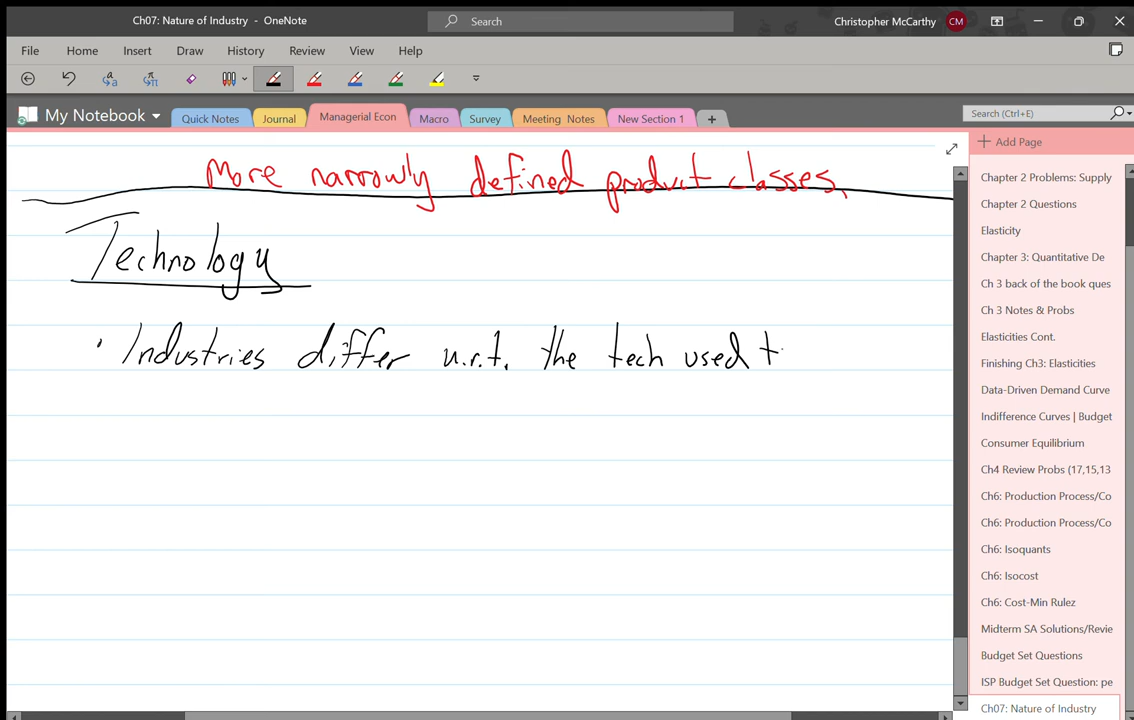 Ch07: Nature of Industry - OneNote
Search
Christopher McCarthy CM
File Home Insert Draw History Review View Help
My Notebook
Quick Notes Journal Managerial Econ Macro Survey Meeting Notes New Section 1
Search (Ctrl+E)
More narrowly defined product classes.
Technology
· Industries differ w.r.t. the tech used t
Add Page
Chapter 2 Problems: Supply
Chapter 2 Questions
Elasticity
Chapter 3: Quantitative De
Ch 3 back of the book ques
Ch 3 Notes & Probs
Elasticities Cont.
Finishing Ch3: Elasticities
Data-Driven Demand Curve
Indifference Curves | Budget
Consumer Equilibrium
Ch4 Review Probs (17,15,13
Ch6: Production Process/Co
Ch6: Production Process/Co
Ch6: Isoquants
Ch6: Isocost
Ch6: Cost-Min Rulez
Midterm SA Solutions/Revie
Budget Set Questions
ISP Budget Set Question: pe
Ch07: Nature of Industry